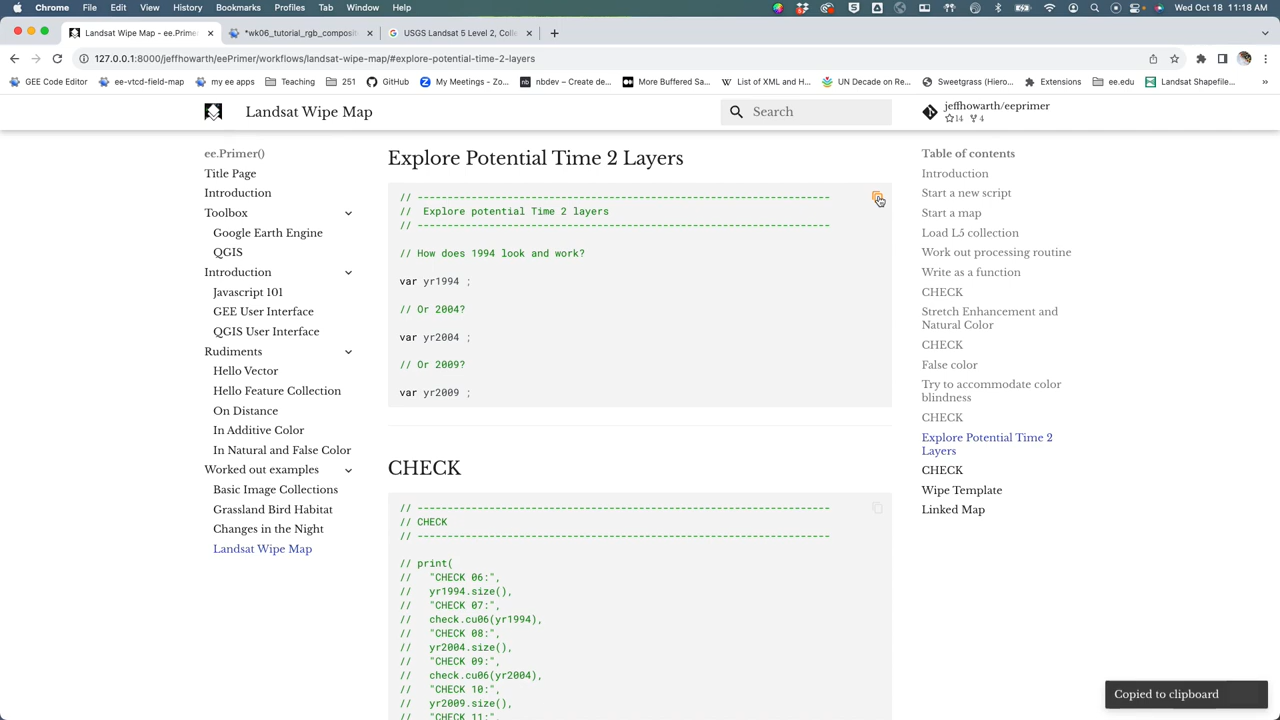 Chrome File Edit View History Bookmarks Profiles Tab Window Help
Tue Oct 18 11:18 AM
Landsat Wipe Map - ee.Prime
*wk06_tutorial_rgb_composit
USGS Landsat 5 Level 2, Colle
127.0.0.1:8000/jeffhowarth/eePrimer/workflows/landsat-wipe-map/#explore-potential-time-2-layers
GEE Code Editor ee-vtcd-field-map my ee apps Teaching 251 GitHub My Meetings - Zo... nbdev – Create de... More Buffered Sa... List of XML and H... UN Decade on Re... Sweetgrass (Hiero... Extensions ee.edu Landsat Shapefile... »
Landsat Wipe Map
Search
jeffhowarth/eeprimer
14 4
ee.Primer()
Title Page
Introduction
Toolbox
Google Earth Engine
QGIS
Introduction
Javascript 101
GEE User Interface
QGIS User Interface
Rudiments
Hello Vector
Hello Feature Collection
On Distance
In Additive Color
In Natural and False Color
Worked out examples
Basic Image Collections
Grassland Bird Habitat
Changes in the Night
Landsat Wipe Map
Explore Potential Time 2 Layers
// ---------------------------------------------------------------------
//  Explore potential Time 2 layers
// ---------------------------------------------------------------------
// How does 1994 look and work?
var yr1994 ;
// Or 2004?
var yr2004 ;
// Or 2009?
var yr2009 ;
CHECK
// ---------------------------------------------------------------------
// CHECK
// ---------------------------------------------------------------------
// print(
//   "CHECK 06:",
//   yr1994.size(),
//   "CHECK 07:",
//   check.cu06(yr1994),
//   "CHECK 08:",
//   yr2004.size(),
//   "CHECK 09:",
//   check.cu06(yr2004),
//   "CHECK 10:",
//   yr2009.size(),
//   "CHECK 11:",
Table of contents
Introduction
Start a new script
Start a map
Load L5 collection
Work out processing routine
Write as a function
CHECK
Stretch Enhancement and
Natural Color
CHECK
False color
Try to accommodate color
blindness
CHECK
Explore Potential Time 2
Layers
CHECK
Wipe Template
Linked Map
Copied to clipboard